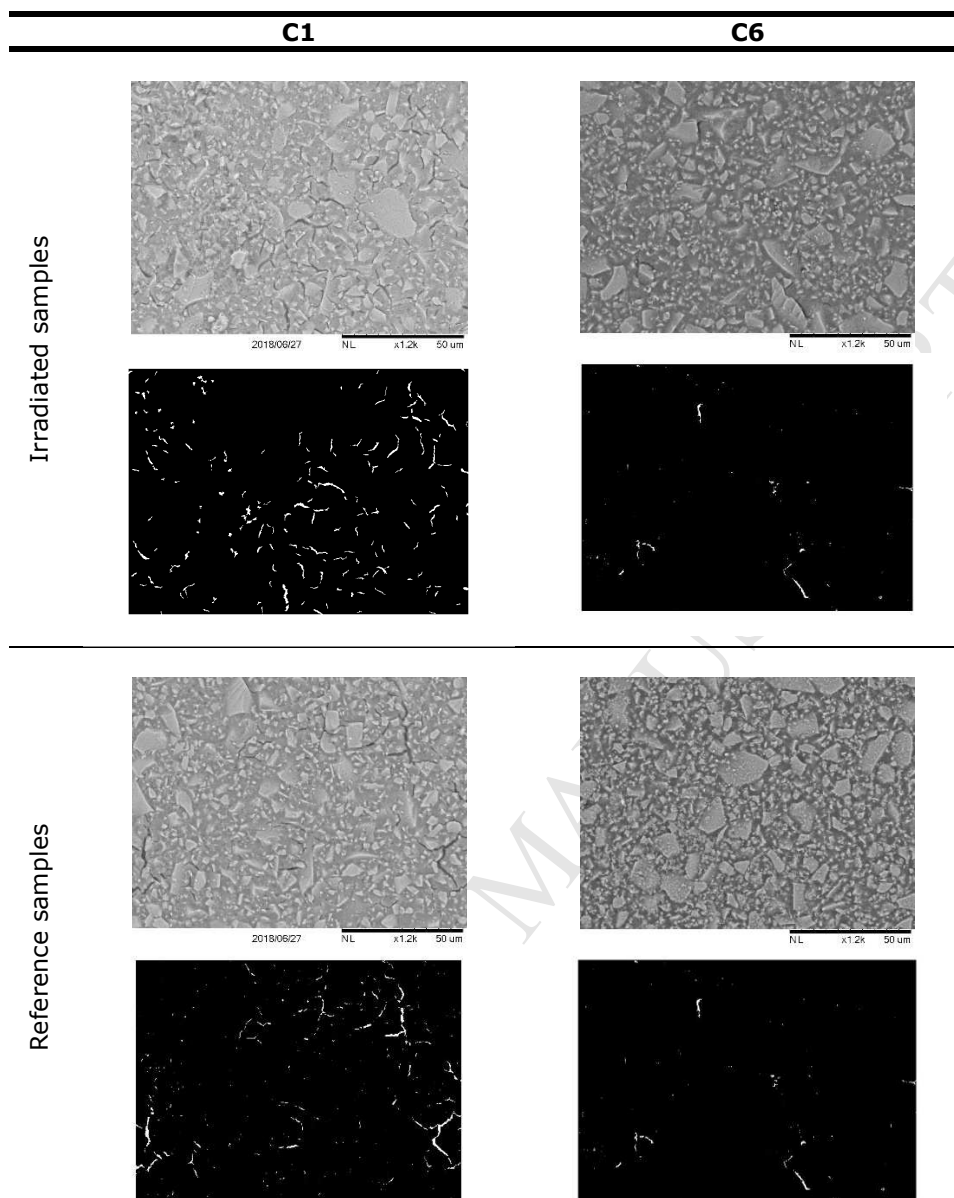 C1 C6
Irradiated samples
2018/06/27 NL x1.2k 50 um
NL x1.2k 50 um
Reference samples
2018/06/27 NL x1.2k 50 um
NL x1.2k 50 um